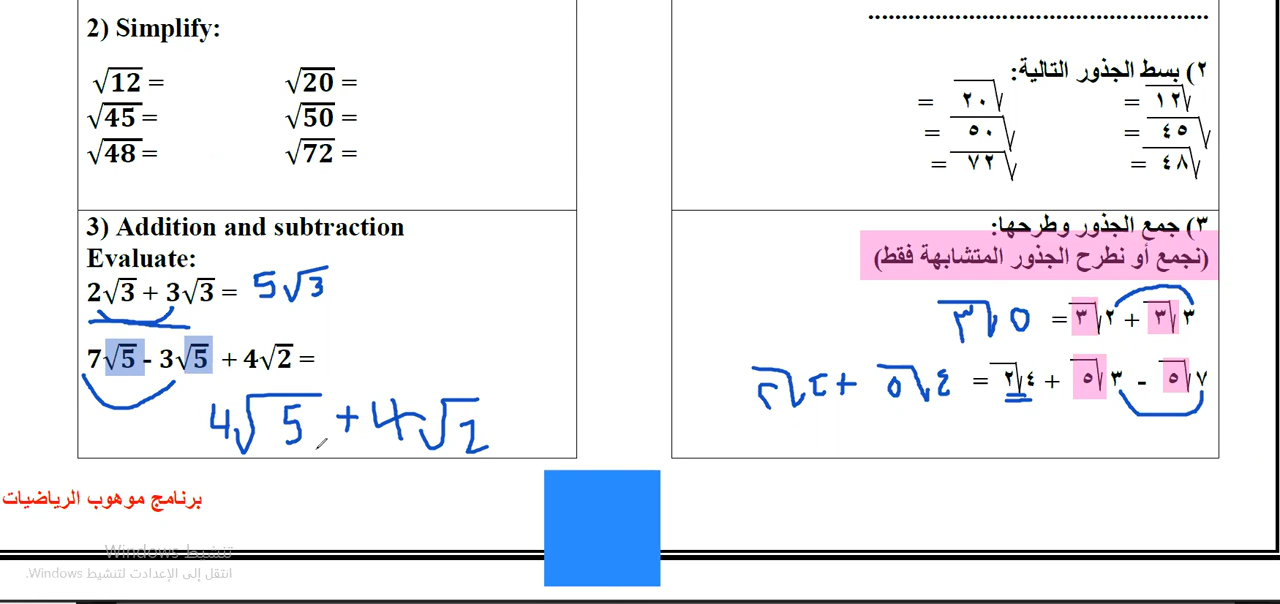 2) Simplify:
√12 = √20 =
√45 = √50 =
√48 = √72 =
3) Addition and subtraction
Evaluate:
2√3 + 3√3 = 5√3
7√5 - 3√5 + 4√2 =
4√5 + 4√2
................................................
٢) بسط الجذور التالية:
√١٢ = √٢٠ =
√٤٥ = √٥٠ =
√٤٨ = √٧٢ =
٣) جمع الجذور وطرحها:
(نجمع أو نطرح الجذور المتشابهة فقط)
٣√٣ + ٢√٣ = ٥√٣
٧√٥ - ٣√٥ + ٤√٢ = ٤√٥ +
برنامج موهوب الرياضيات
تنشيط Windows
انتقل إلى الإعدادت لتنشيط Windows.